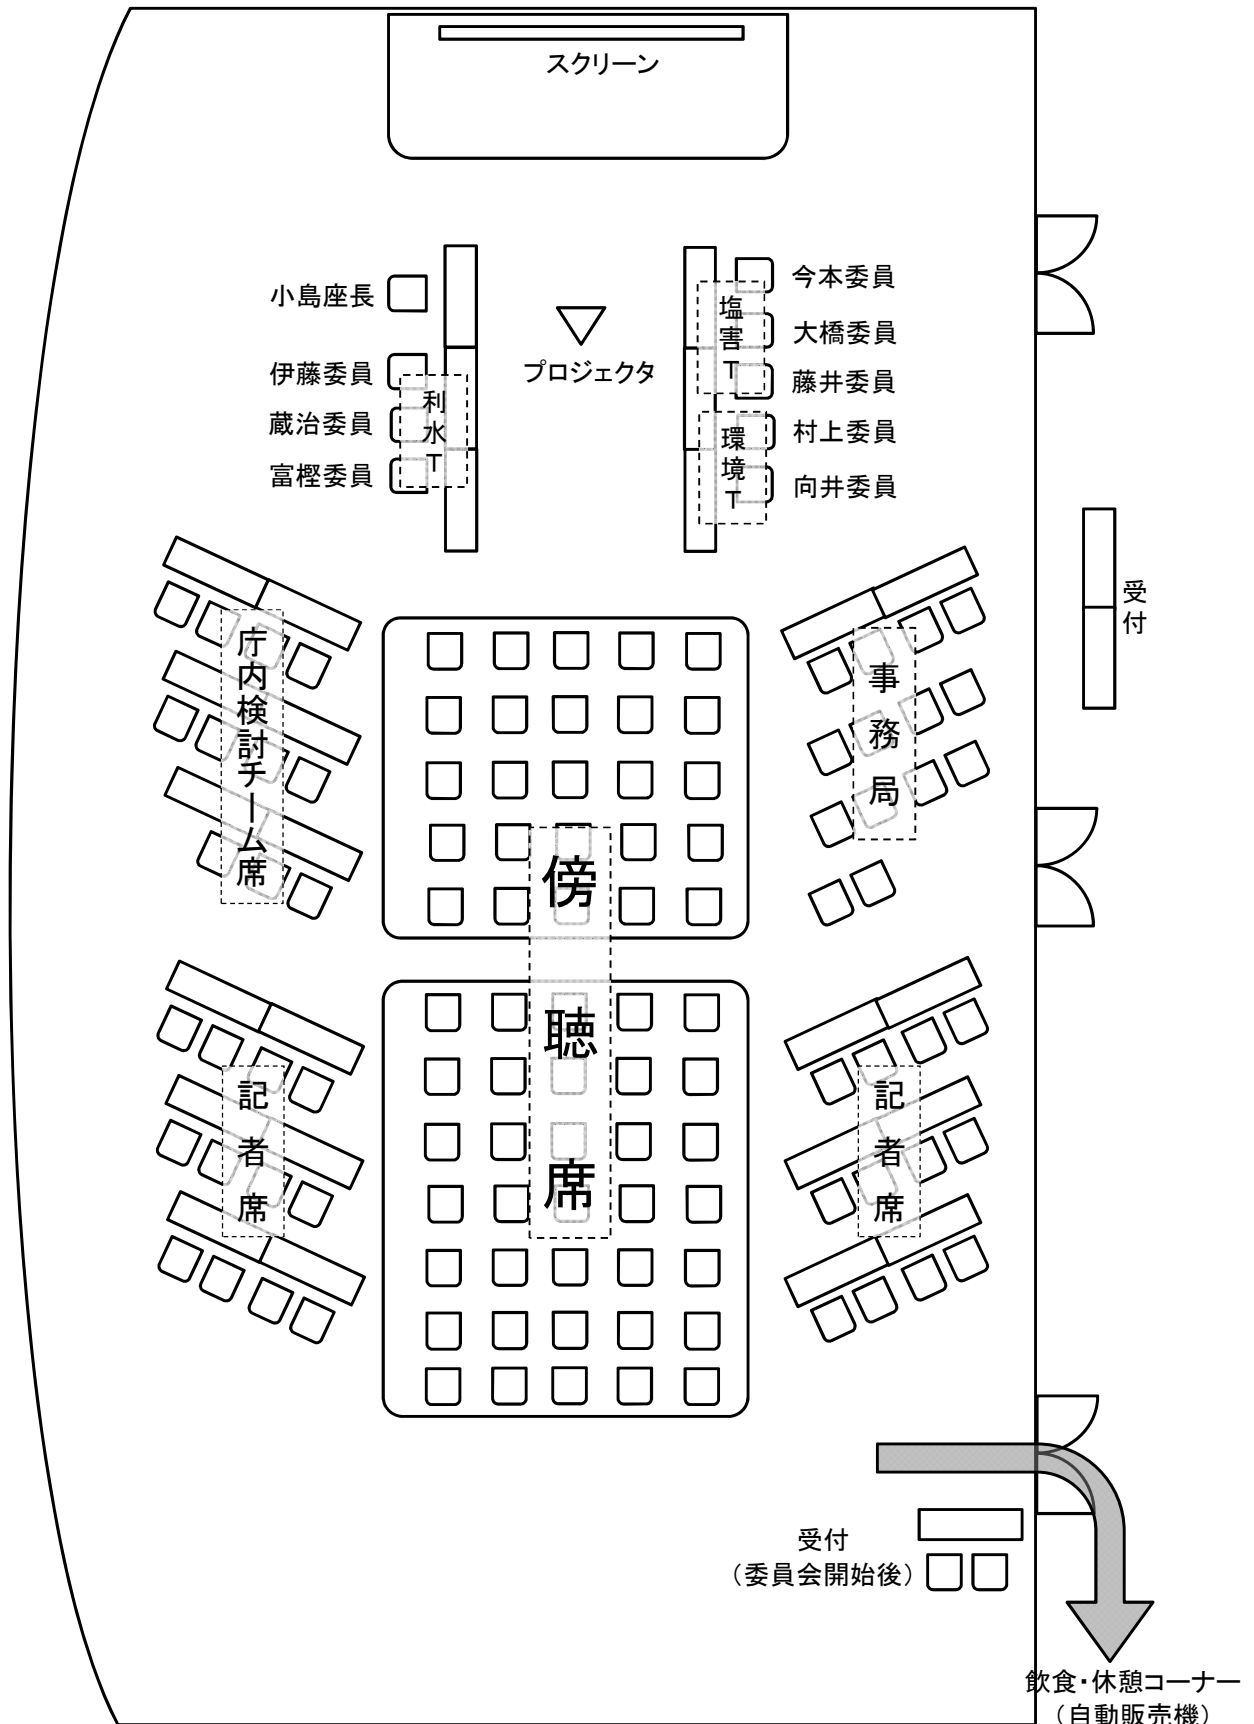 スクリーン
小島座長
伊藤委員
蔵治委員
富樫委員
利水T
プロジェクタ
塩害T
環境T
今本委員
大橋委員
藤井委員
村上委員
向井委員
受付
庁内検討チーム席
事務局
傍聴席
記者席
記者席
受付
（委員会開始後）
飲食・休憩コーナー
（自動販売機）